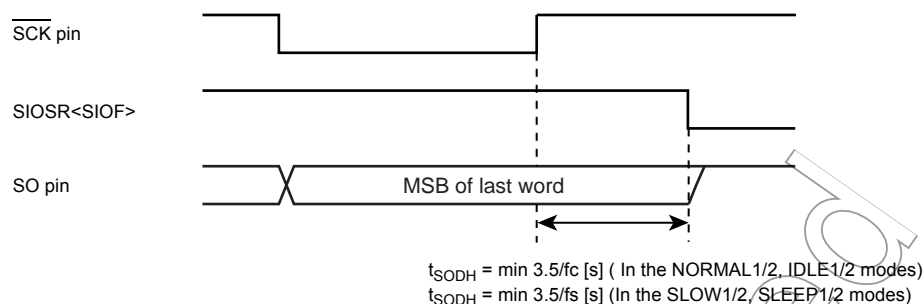 SCK pin
SIOSR<SIOF>
SO pin
MSB of last word
tSODH = min 3.5/fc [s] ( In the NORMAL1/2, IDLE1/2 modes)
tSODH = min 3.5/fs [s] (In the SLOW1/2, SLEEP1/2 modes)